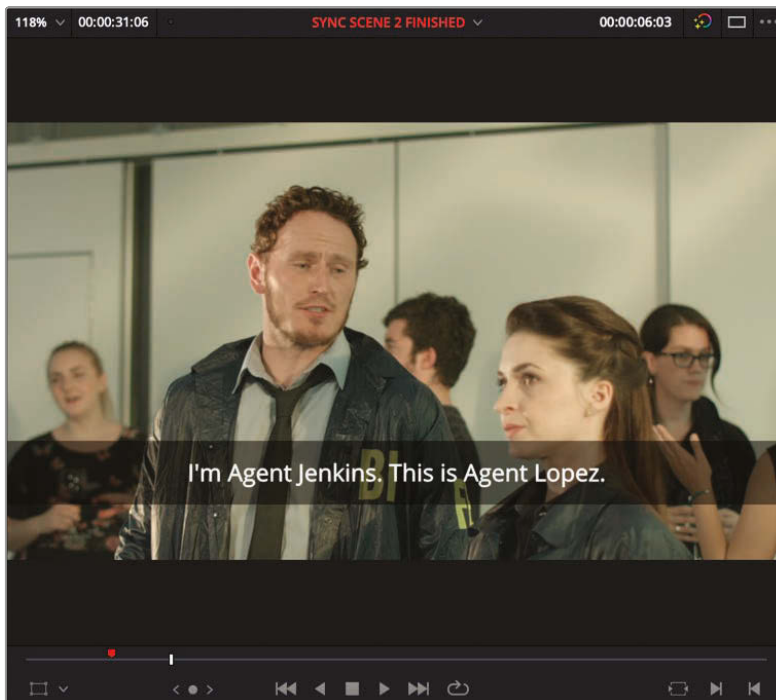 118% 00:00:31:06 SYNC SCENE 2 FINISHED 00:00:06:03
I'm Agent Jenkins. This is Agent Lopez.
BI
F